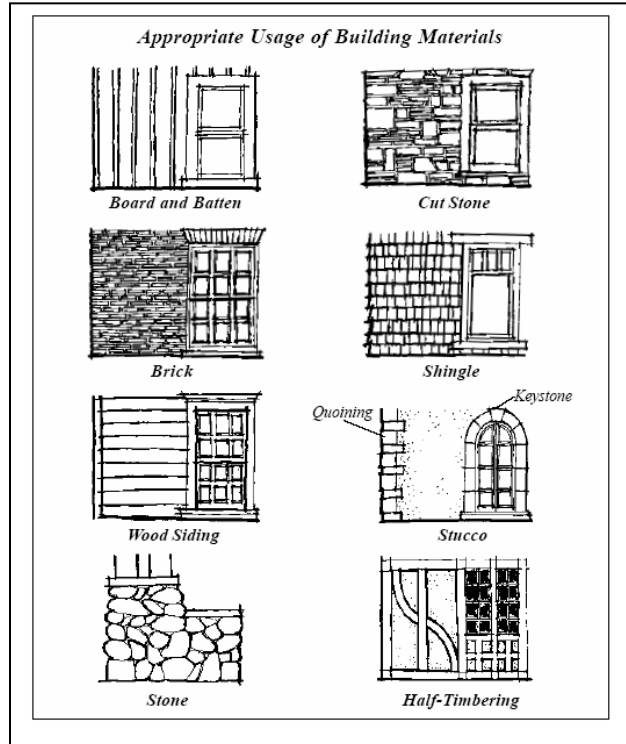 Appropriate Usage of Building Materials
Board and Batten
Cut Stone
Brick
Shingle
Quoining
Keystone
Wood Siding
Stucco
Stone
Half-Timbering